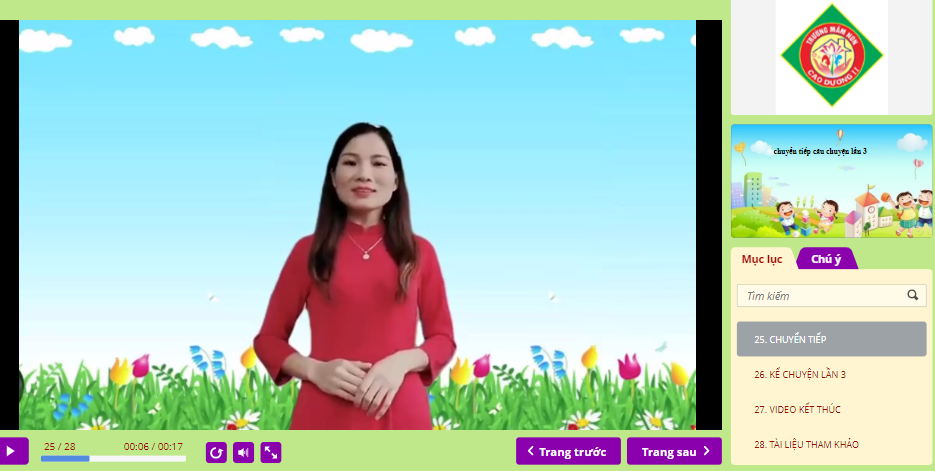 TRƯỜNG MẦM NON
CAO DƯƠNG II
chuyển tiếp câu chuyện lần 3
Mục lục
Chú ý
Tìm kiếm
25. CHUYỂN TIẾP
26. KỂ CHUYỆN LẦN 3
27. VIDEO KẾT THÚC
28. TÀI LIỆU THAM KHẢO
25 / 28
00:06 / 00:17
Trang trước
Trang sau